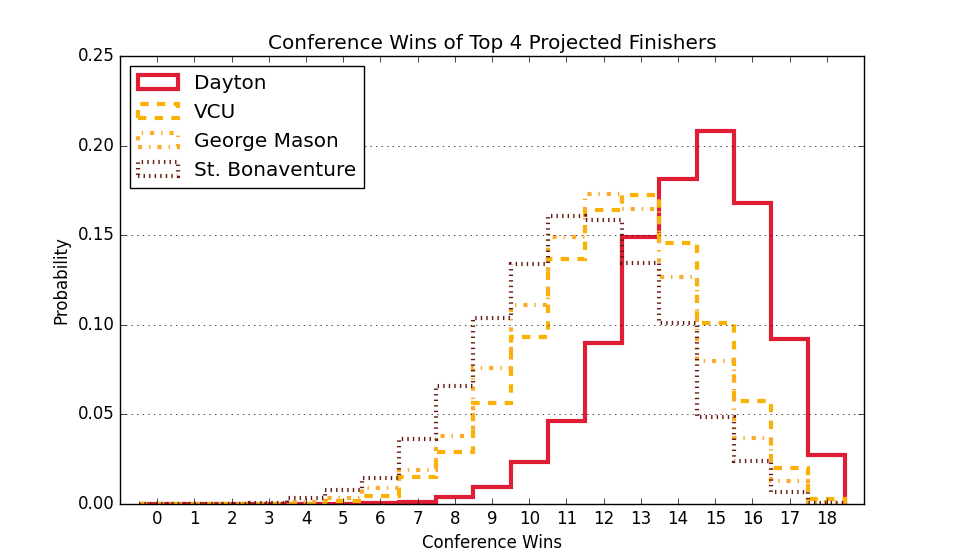 Conference Wins of Top 4 Projected Finishers
0.25
0.20
0.15
0.10
0.05
0.00
Probability
Dayton
VCU
George Mason
St. Bonaventure
0 1 2 3 4 5 6 7 8 9 10 11 12 13 14 15 16 17 18
Conference Wins